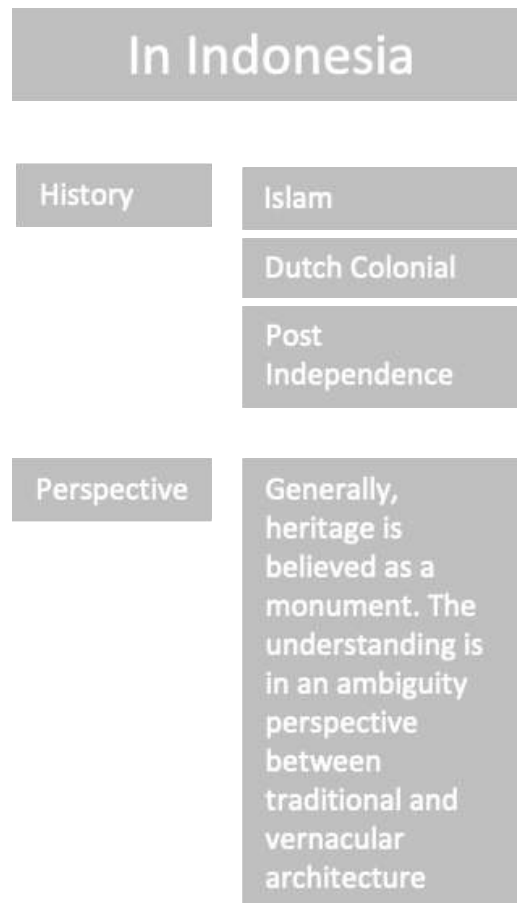 In Indonesia
History
Islam
Dutch Colonial
Post
Independence
Perspective
Generally,
heritage is
believed as a
monument. The
understanding is
in an ambiguity
perspective
between
traditional and
vernacular
architecture